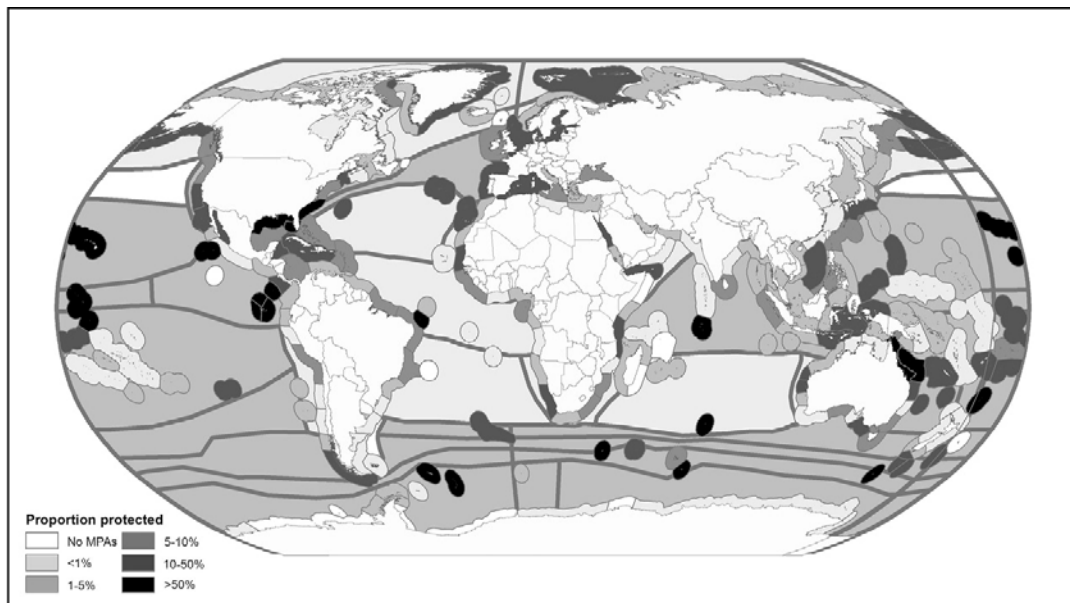 Proportion protected
No MPAs
<1%
1-5%
5-10%
10-50%
>50%